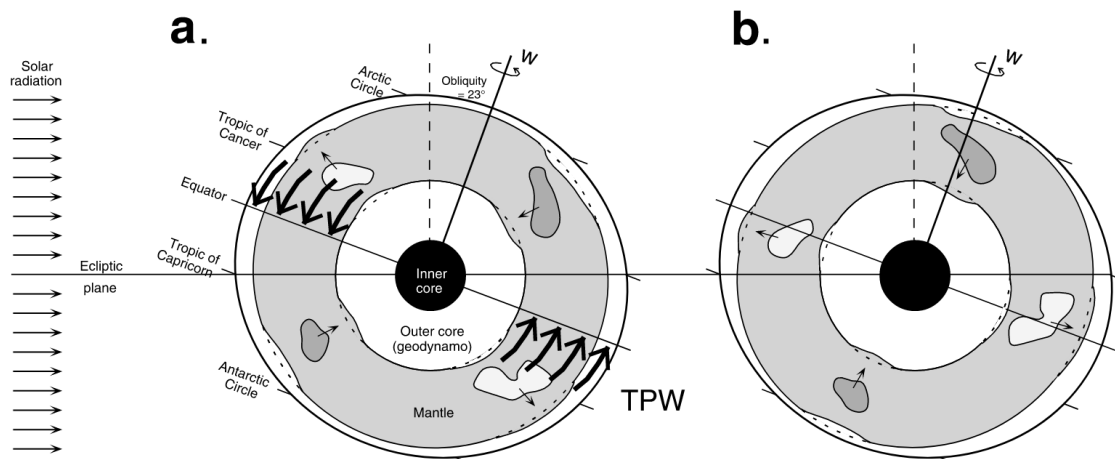 a.
b.
Solar
radiation
Arctic
Circle
Obliquity
= 23°
W
W
Tropic of
Cancer
Equator
Tropic of
Capricorn
Ecliptic
plane
Inner
core
Outer core
(geodynamo)
Antarctic
Circle
Mantle
TPW